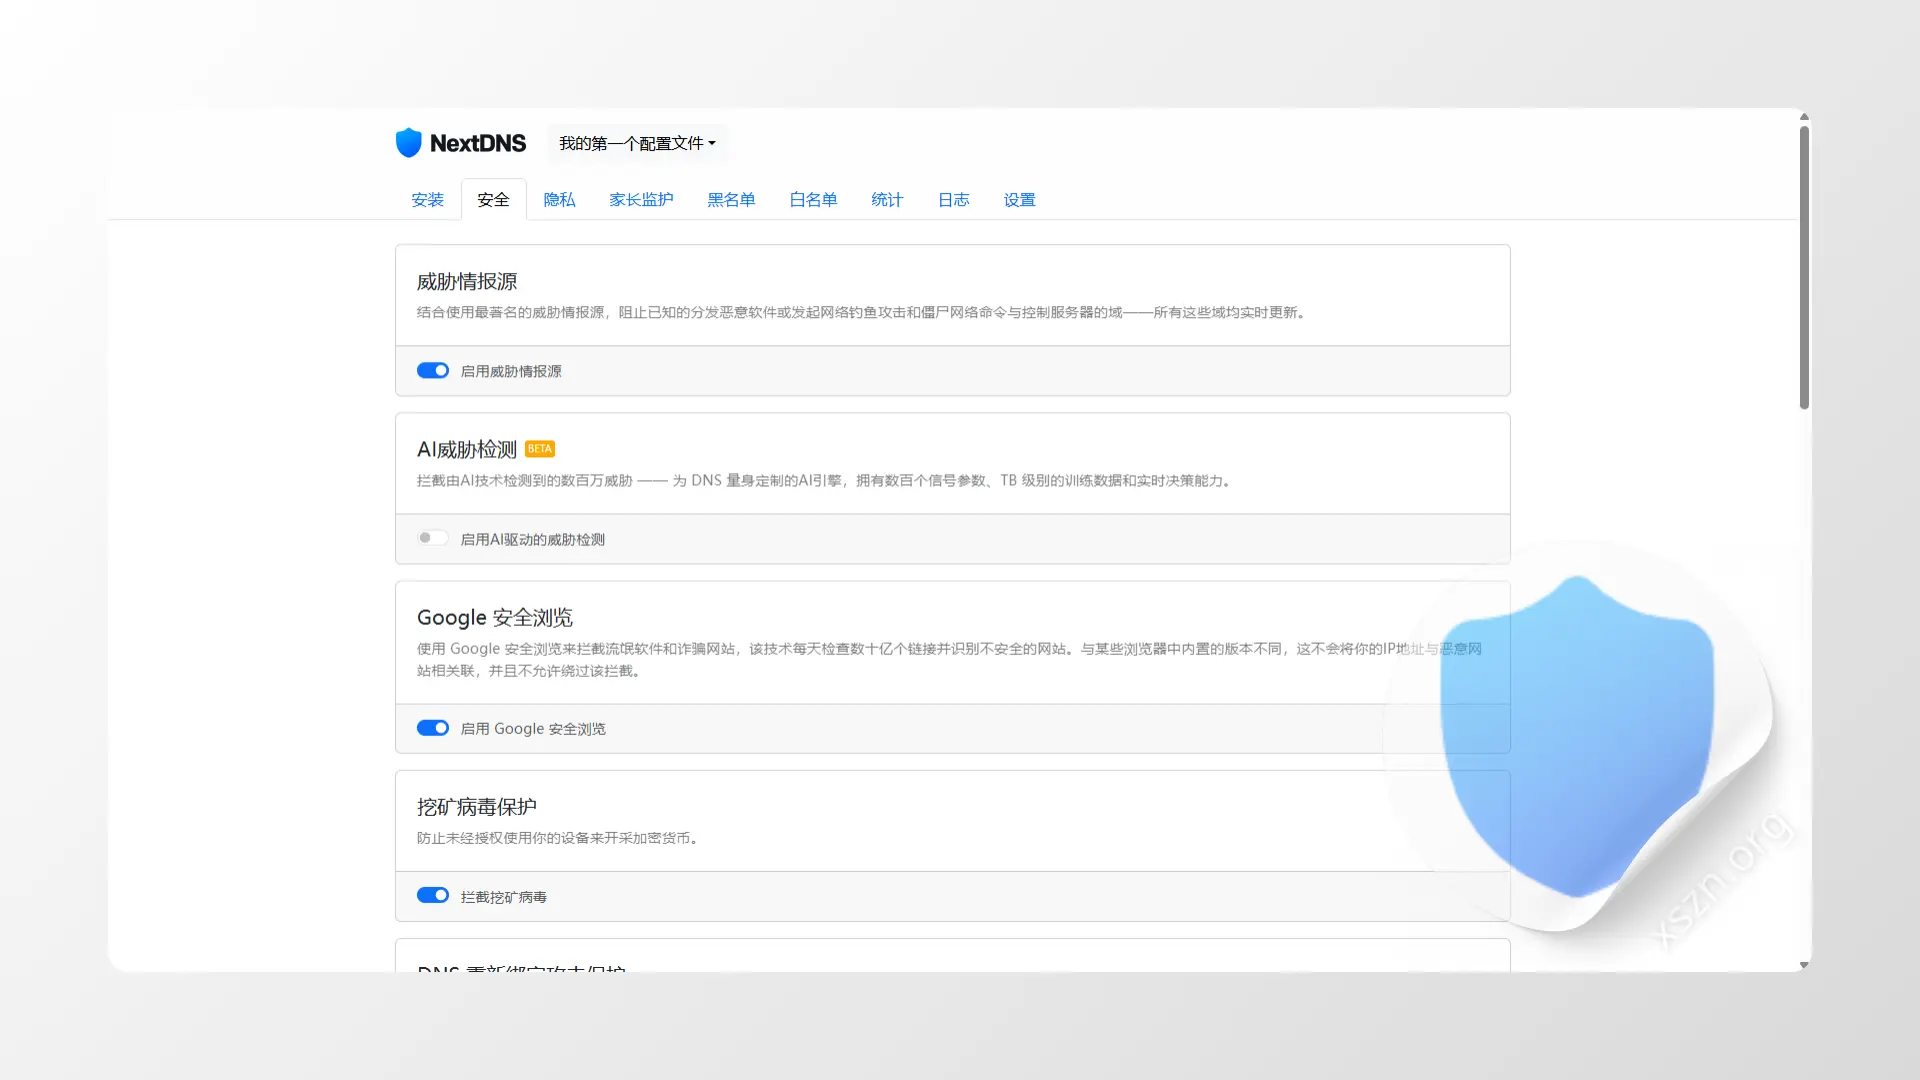 NextDNS 我的第一个配置文件
安装 安全 隐私 家长监护 黑名单 白名单 统计 日志 设置
威胁情报源
结合使用最著名的威胁情报源，阻止已知的分发恶意软件或发起网络钓鱼攻击和僵尸网络命令与控制服务器的域——所有这些域均实时更新。
启用威胁情报源
AI威胁检测 BETA
拦截由AI技术检测到的数百万威胁 —— 为 DNS 量身定制的AI引擎，拥有数百个信号参数、TB 级别的训练数据和实时决策能力。
启用AI驱动的威胁检测
Google 安全浏览
使用 Google 安全浏览来拦截流氓软件和诈骗网站，该技术每天检查数十亿个链接并识别不安全的网站。与某些浏览器中内置的版本不同，这不会将你的IP地址与恶意网
站相关联，并且不允许绕过该拦截。
启用 Google 安全浏览
挖矿病毒保护
防止未经授权使用你的设备来开采加密货币。
拦截挖矿病毒
DNS 重新绑定攻击保护
xszn.org